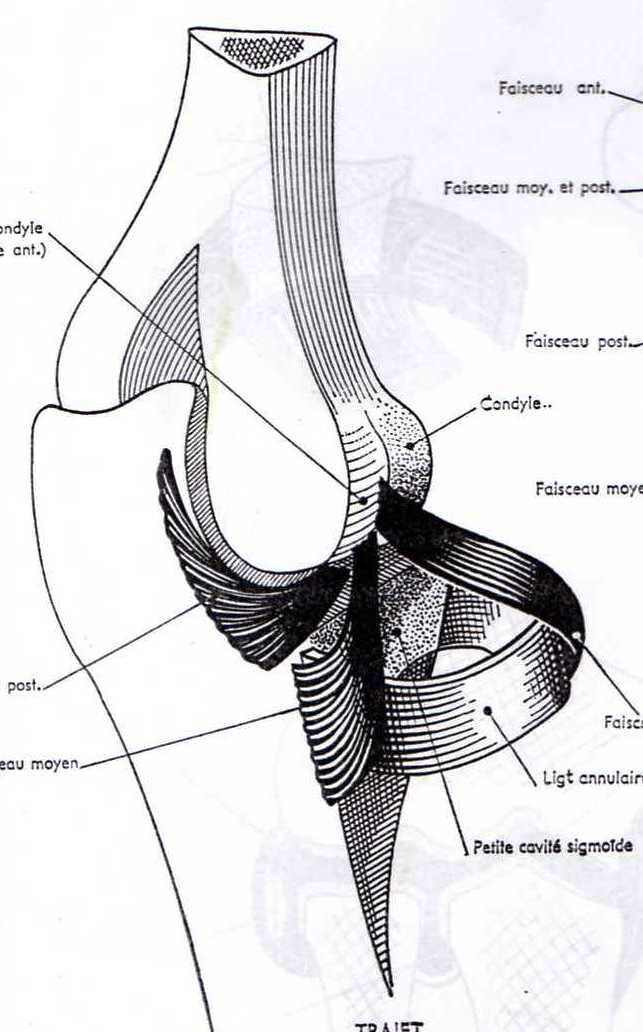 Faisceau ant.
Faisceau moy. et post.
ondyle
e ant.)
Faisceau post.
Condyle..
Faisceau moye
post.
Faisc
eau moyen
Ligt annulair
Petite cavité sigmoïde
TRAJET